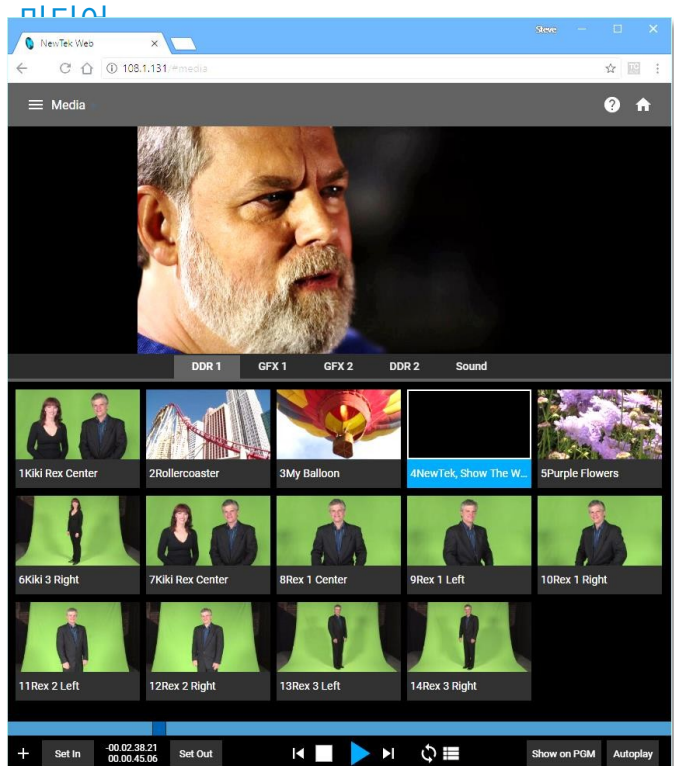 미디어
Steve
NewTek Web
108.1.131/#media
Media
DDR 1 GFX 1 GFX 2 DDR 2 Sound
1Kiki Rex Center 2Rollercoaster 3My Balloon 4NewTek, Show The W... 5Purple Flowers
6Kiki 3 Right 7Kiki Rex Center 8Rex 1 Center 9Rex 1 Left 10Rex 1 Right
11Rex 2 Left 12Rex 2 Right 13Rex 3 Left 14Rex 3 Right
-00.02.38.21
+ Set In 00.00.45.06 Set Out Show on PGM Autoplay